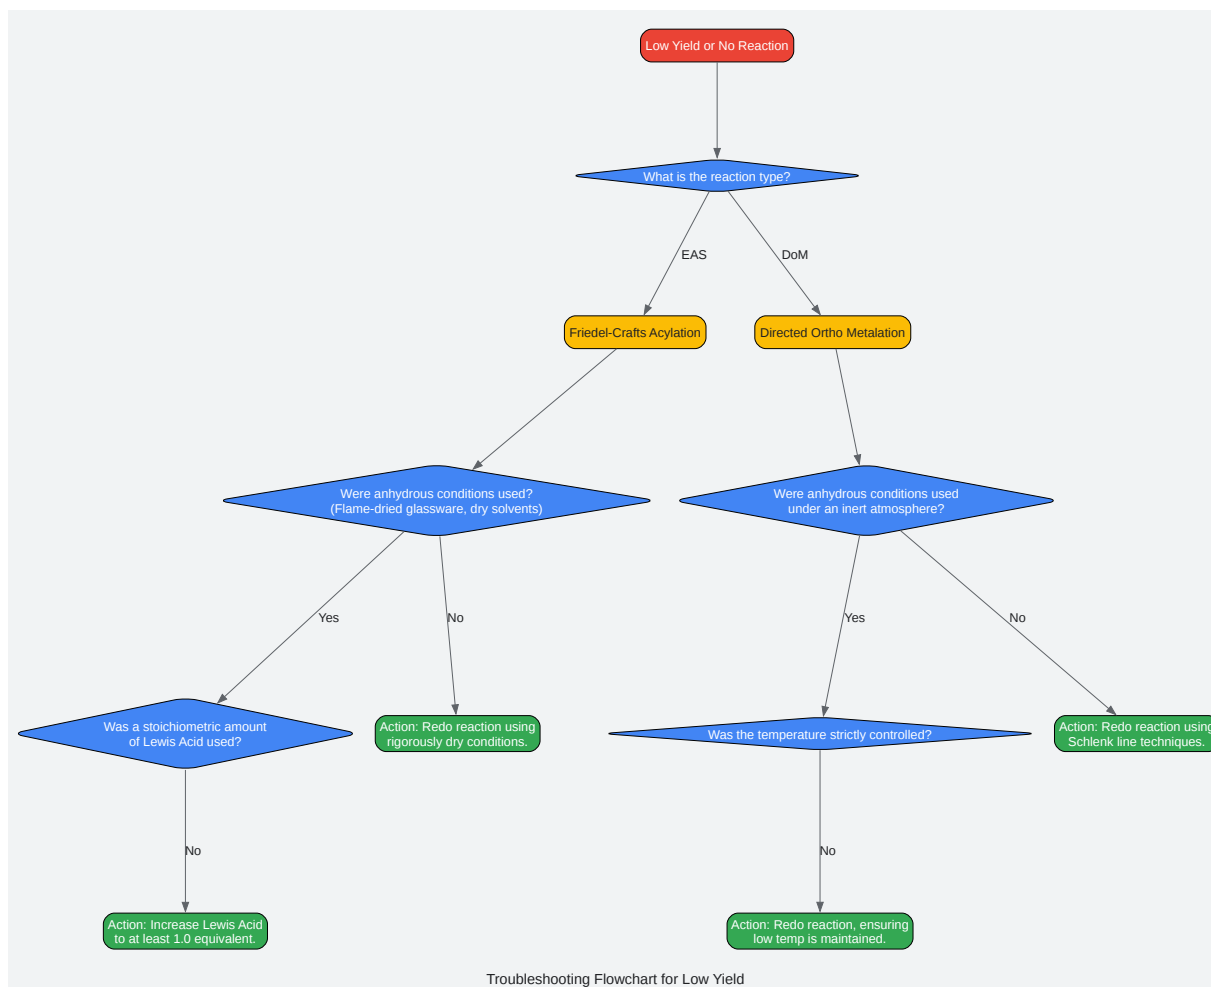 Low Yield or No Reaction
What is the reaction type?
EAS
DoM
Friedel-Crafts Acylation
Directed Ortho Metalation
Were anhydrous conditions used?
(Flame-dried glassware, dry solvents)
Were anhydrous conditions used
under an inert atmosphere?
Yes
No
Yes
No
Was a stoichiometric amount
of Lewis Acid used?
Action: Redo reaction using
rigorously dry conditions.
Was the temperature strictly controlled?
Action: Redo reaction using
Schlenk line techniques.
No
No
Action: Increase Lewis Acid
to at least 1.0 equivalent.
Action: Redo reaction, ensuring
low temp is maintained.
Troubleshooting Flowchart for Low Yield